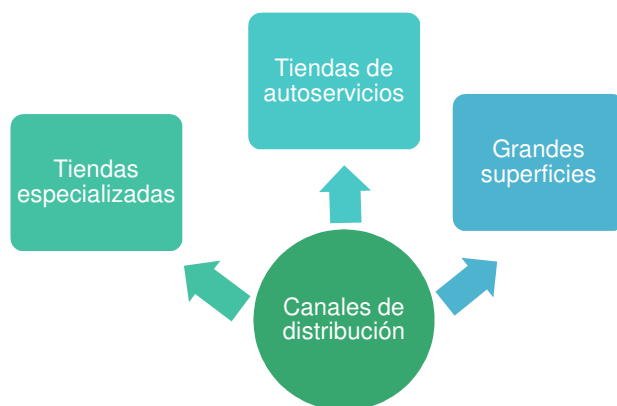 Tiendas de
autoservicios
Tiendas
especializadas
Grandes
superficies
Canales de
distribución